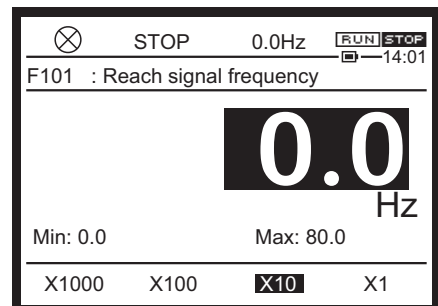 STOP 0.0Hz RUN STOP
14:01
F101 : Reach signal frequency
0.0
Hz
Min: 0.0 Max: 80.0
X1000 X100 X10 X1